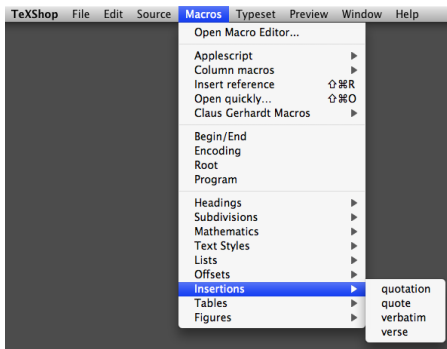 TeXShop File Edit Source Macros Typeset Preview Window Help
Open Macro Editor...
Applescript
Column macros
Insert reference ⇧⌘R
Open quickly... ⇧⌘O
Claus Gerhardt Macros
Begin/End
Encoding
Root
Program
Headings
Subdivisions
Mathematics
Text Styles
Lists
Offsets
Insertions
Tables
Figures
quotation
quote
verbatim
verse